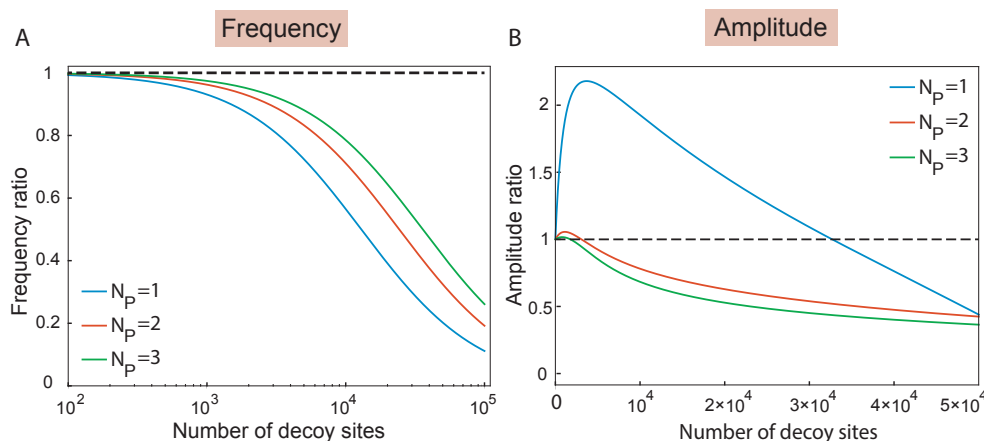 Frequency
Amplitude
A
B
Frequency ratio
1
0.8
0.6
0.4
0.2
0
N_P=1
N_P=2
N_P=3
10^2
10^3
10^4
10^5
Number of decoy sites
Amplitude ratio
2
1.5
1
0.5
0
N_P=1
N_P=2
N_P=3
0
10^4
2×10^4
3×10^4
4×10^4
5×10^4
Number of decoy sites